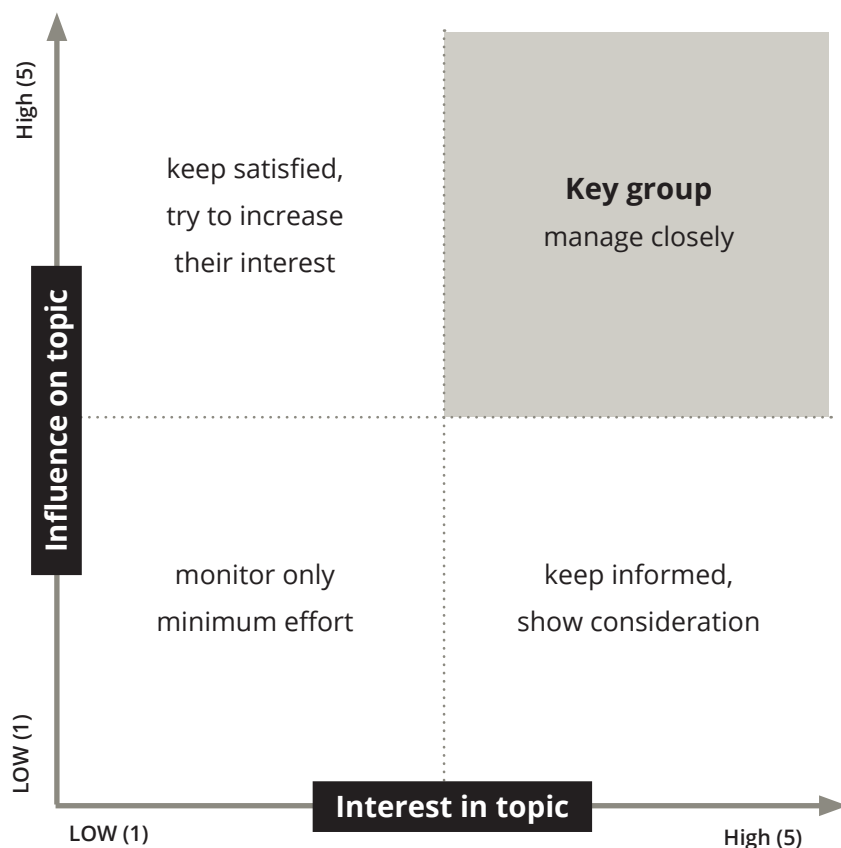 High (5)
keep satisfied,
try to increase
their interest
Key group
manage closely
Influence on topic
monitor only
minimum effort
keep informed,
show consideration
LOW (1)
Interest in topic
LOW (1)
High (5)